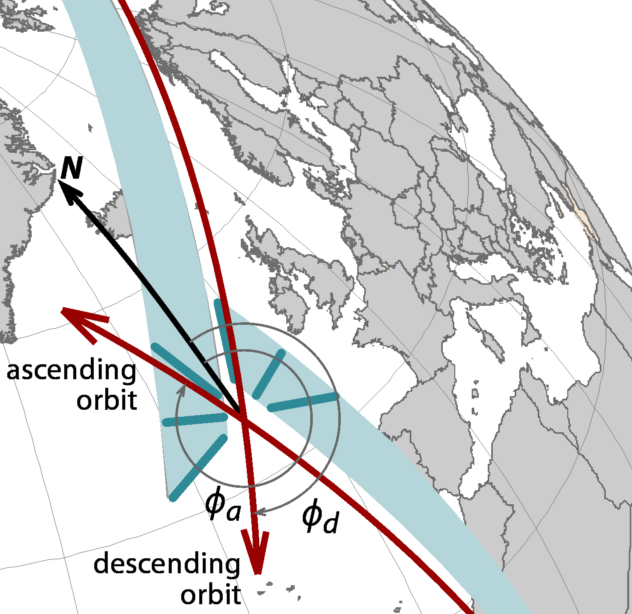 N
ascending
orbit
ϕa
ϕd
descending
orbit